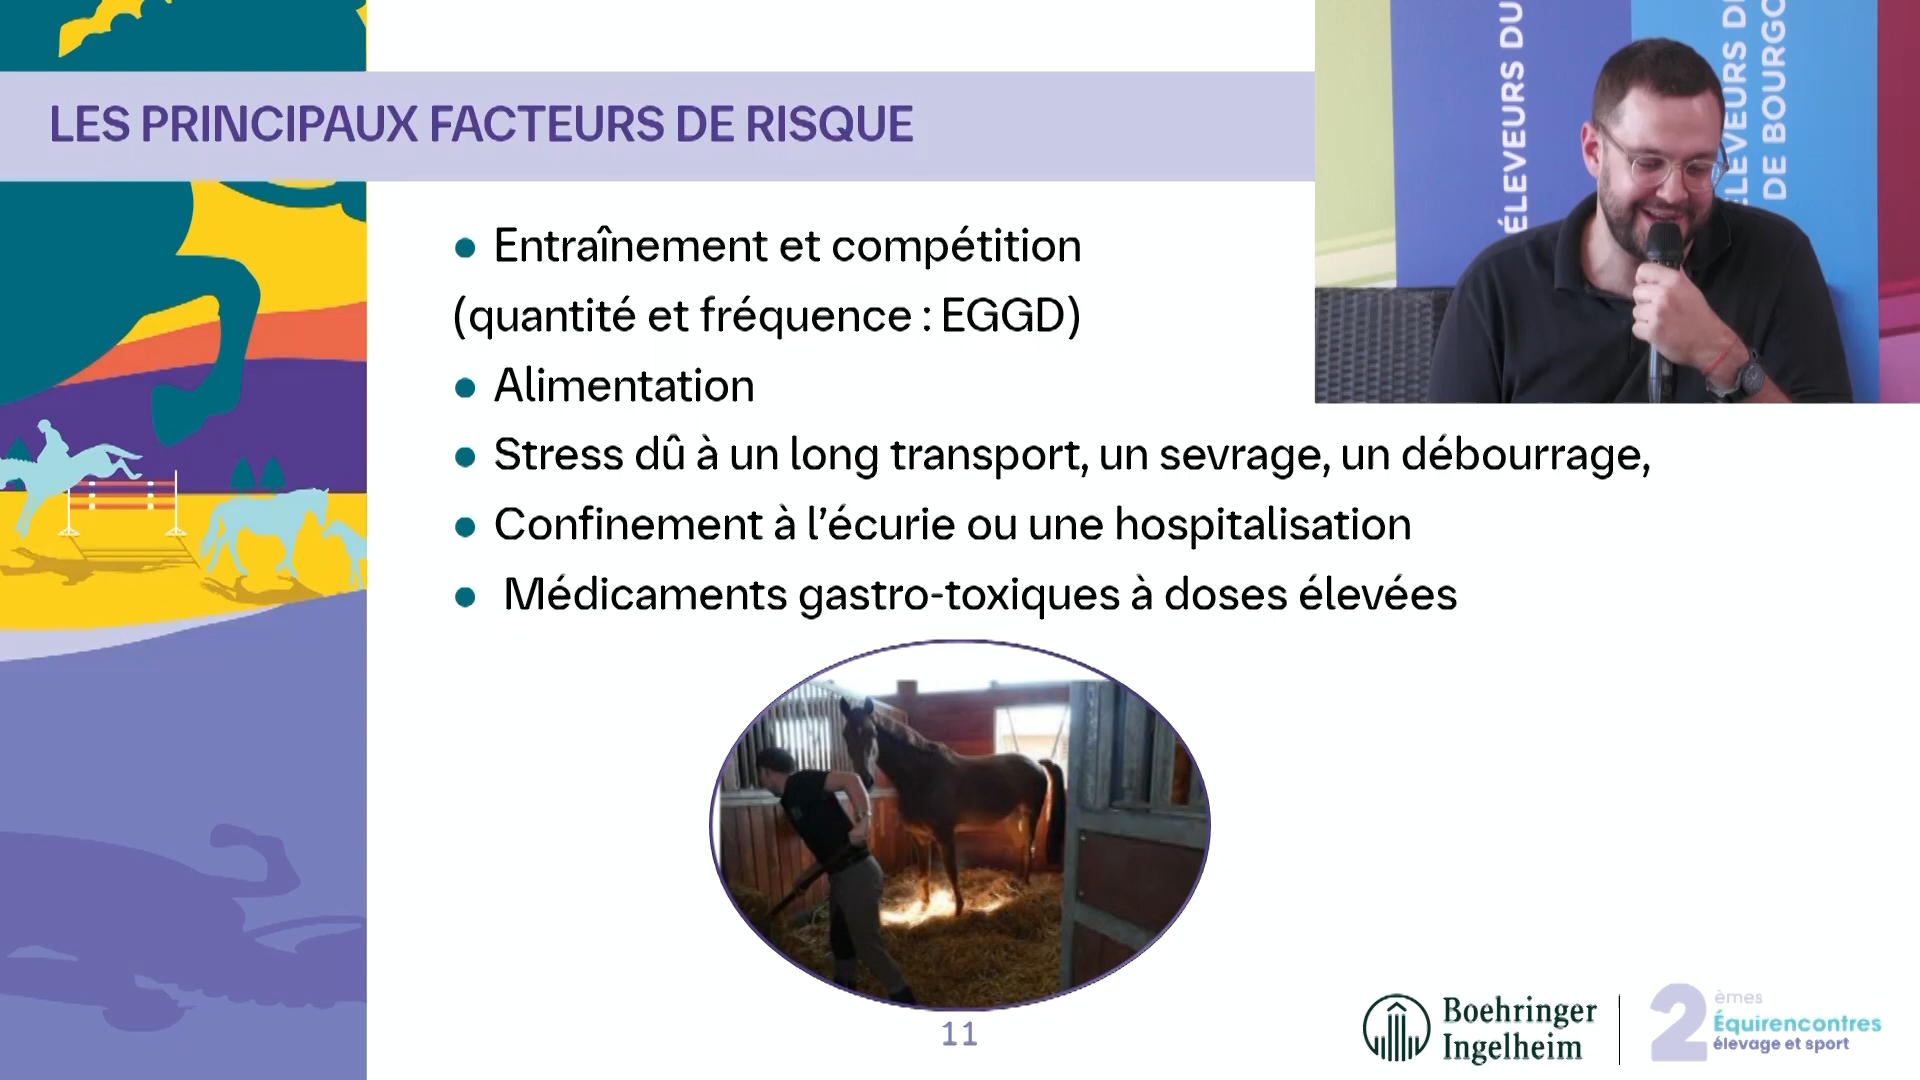 LES PRINCIPAUX FACTEURS DE RISQUE
ÉLEVEURS DU
DE BOURGO
• Entraînement et compétition
(quantité et fréquence : EGGD)
• Alimentation
• Stress dû à un long transport, un sevrage, un débourrage,
• Confinement à l’écurie ou une hospitalisation
• Médicaments gastro-toxiques à doses élevées
11
Boehringer
Ingelheim
2èmes
Équirencontres
élevage et sport